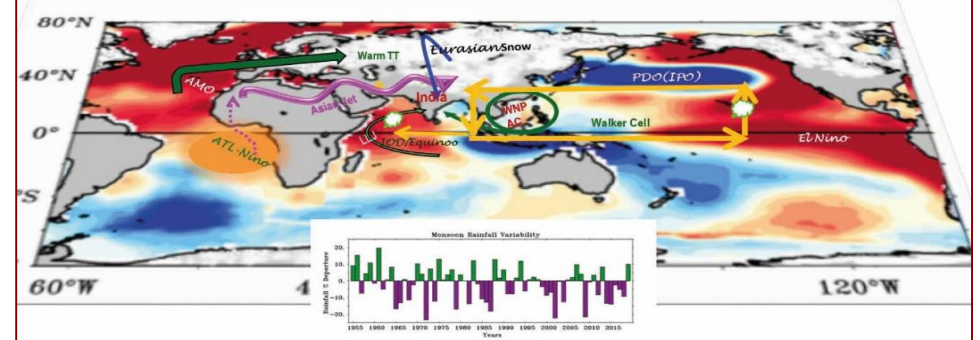 80°N
40°N
0°
°S
60°W
4
120°W
AMO
Warm TT
EurasianSnow
PDO(IPO)
Asian Jet
India
WNP
AC
Walker Cell
El Nino
ATL-Nino
IOD/Equinoo
Monsoon Rainfall Variability
Rainfall % Departure
20.
10.
0.
-10.
-20.
1955 1960 1965 1970 1975 1980 1985 1990 1995 2000 2005 2010 2015
Years